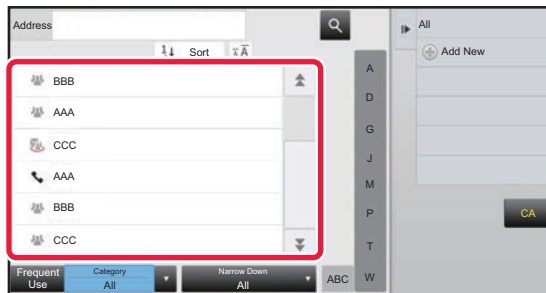 Address
Sort
BBB
AAA
CCC
AAA
BBB
CCC
A
D
G
J
M
P
T
W
Frequent
Use
Category
All
Narrow Down
All
ABC
All
Add New
CA